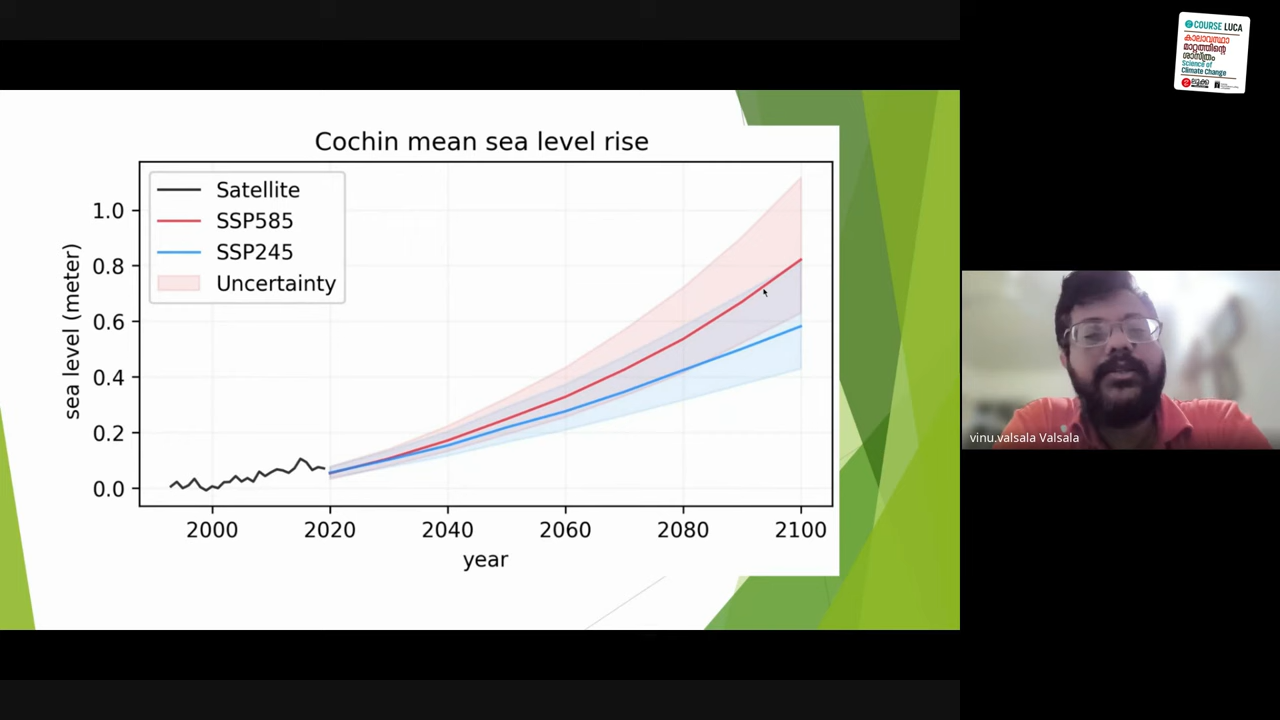 COURSE LUCA
കാലാവസ്ഥാ
മാറ്റത്തിന്റെ
ശാസ്ത്രം
Science of
Climate Change
ലൂക്ക
Cochin mean sea level rise
Satellite
SSP585
SSP245
Uncertainty
sea level (meter)
1.0
0.8
0.6
0.4
0.2
0.0
2000 2020 2040 2060 2080 2100
year
vinu.valsala Valsala